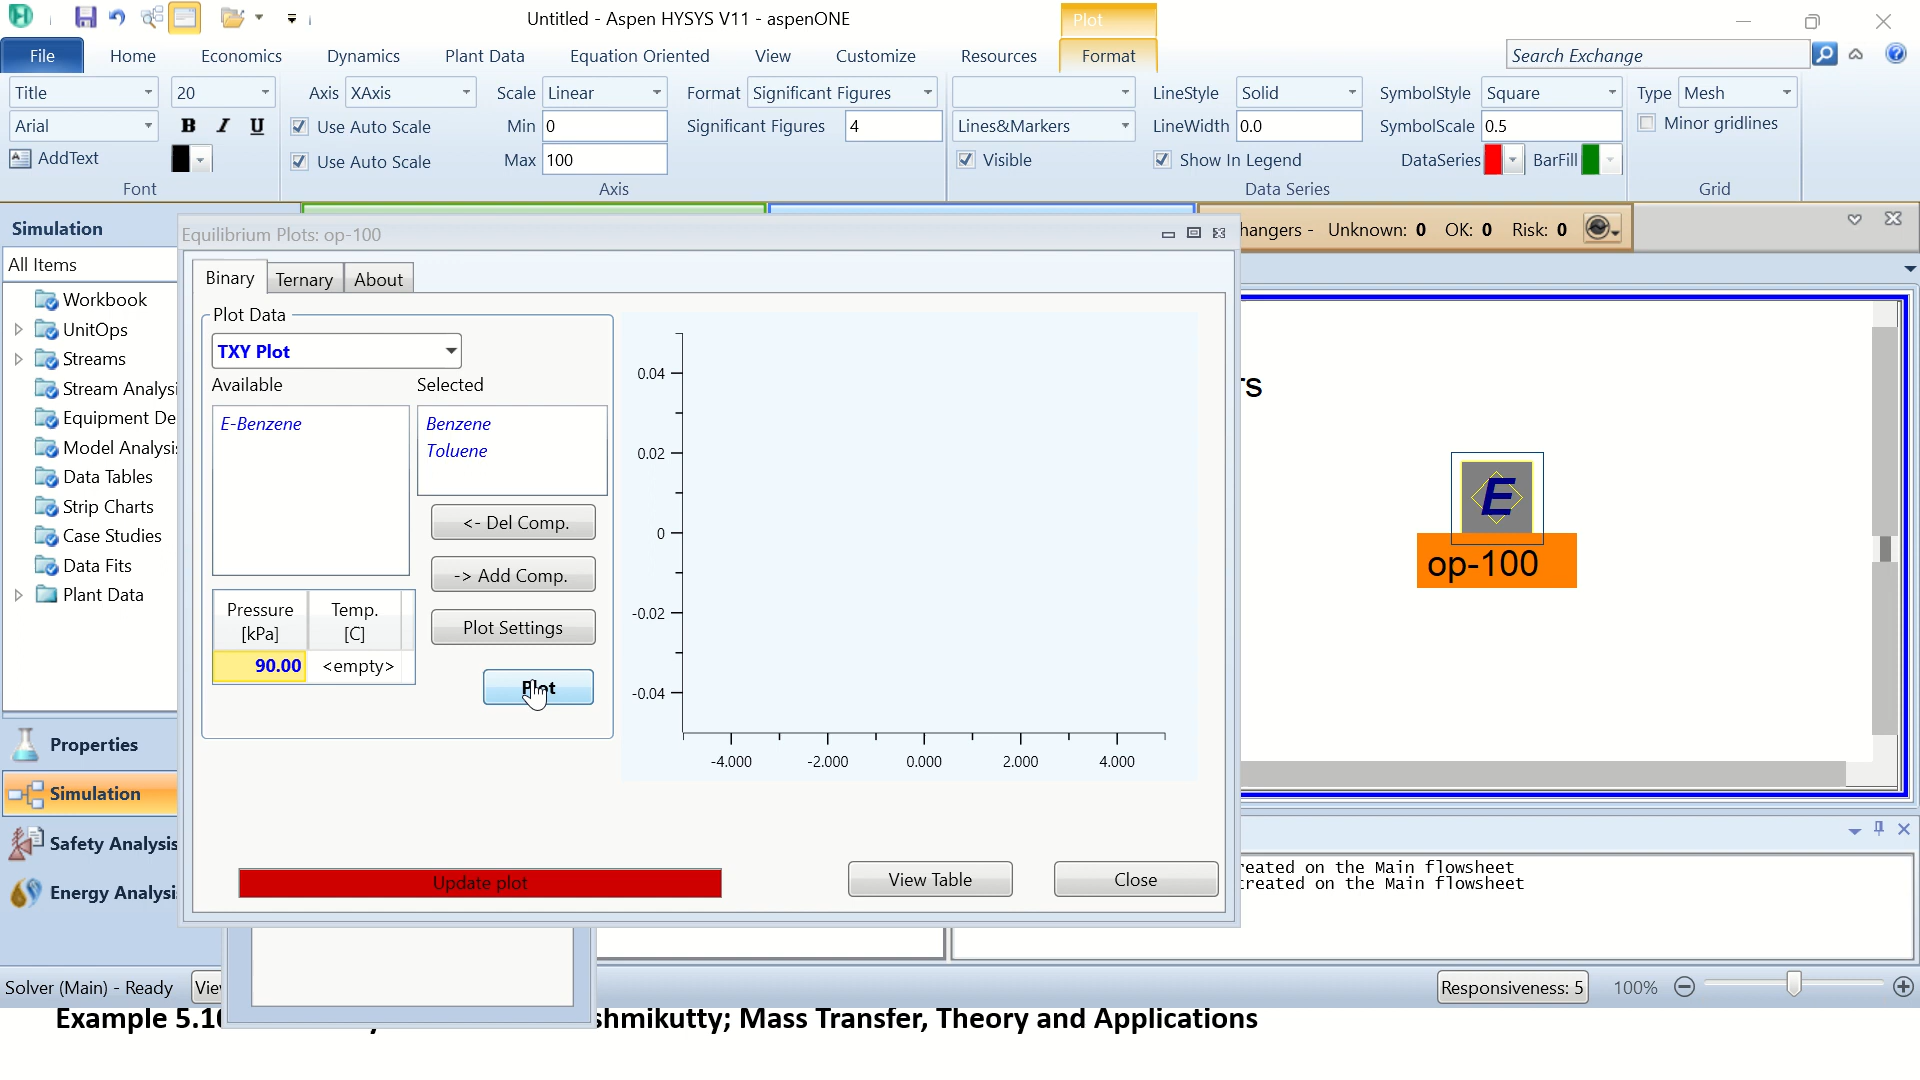 Untitled - Aspen HYSYS V11 - aspenONE
Plot
File Home Economics Dynamics Plant Data Equation Oriented View Customize Resources Format
Search Exchange
Title 20
Arial B I U
AddText
Font
Axis XAxis Scale Linear Format Significant Figures
Use Auto Scale Min 0 Significant Figures 4
Use Auto Scale Max 100
Axis
LineStyle Solid SymbolStyle Square
Lines&Markers LineWidth 0.0 SymbolScale 0.5
Visible Show In Legend DataSeries BarFill
Data Series
Type Mesh
Minor gridlines
Grid
Simulation
All Items
Workbook
UnitOps
Streams
Stream Analysi
Equipment De
Model Analysi
Data Tables
Strip Charts
Case Studies
Data Fits
Plant Data
Properties
Simulation
Safety Analysis
Energy Analysi
hangers - Unknown: 0 OK: 0 Risk: 0
Equilibrium Plots: op-100
Binary Ternary About
Plot Data
TXY Plot
Available Selected
E-Benzene
Benzene
Toluene
<- Del Comp.
-> Add Comp.
Plot Settings
Plot
Pressure [kPa] Temp. [C]
90.00 <empty>
0.04
0.02
0
-0.02
-0.04
-4.000 -2.000 0.000 2.000 4.000
Update plot
View Table
Close
rs
E
op-100
reated on the Main flowsheet
reated on the Main flowsheet
Solver (Main) - Ready Vie
Responsiveness: 5 100%
Example 5.1 shmikutty; Mass Transfer, Theory and Applications